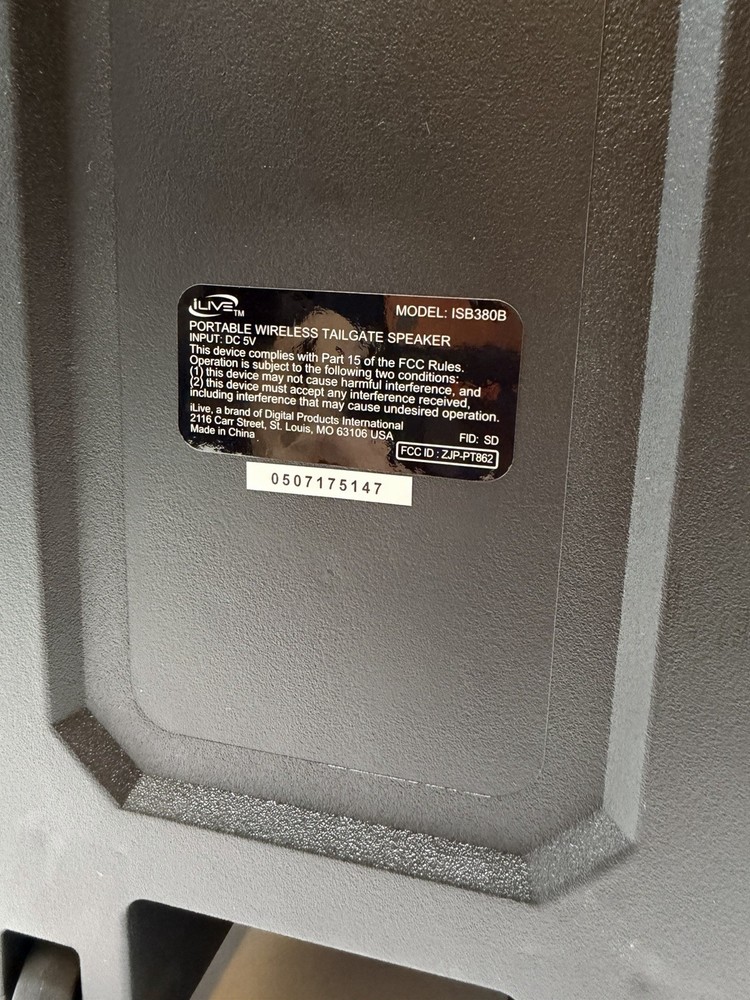 iLIVE TM
MODEL: ISB380B
PORTABLE WIRELESS TAILGATE SPEAKER
INPUT: DC 5V
This device complies with Part 15 of the FCC Rules.
Operation is subject to the following two conditions:
(1) this device may not cause harmful interference, and
(2) this device must accept any interference received,
including interference that may cause undesired operation.
iLive, a brand of Digital Products International
2116 Carr Street, St. Louis, MO 63106 USA
Made in China
FID: SD
FCC ID : ZJP-PT862
0507175147